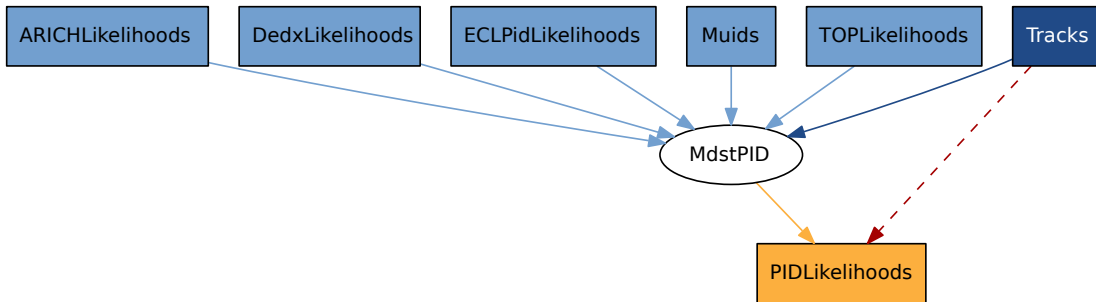 ARICHLikelihoods
DedxLikelihoods
ECLPidLikelihoods
Muids
TOPLikelihoods
Tracks
MdstPID
PIDLikelihoods